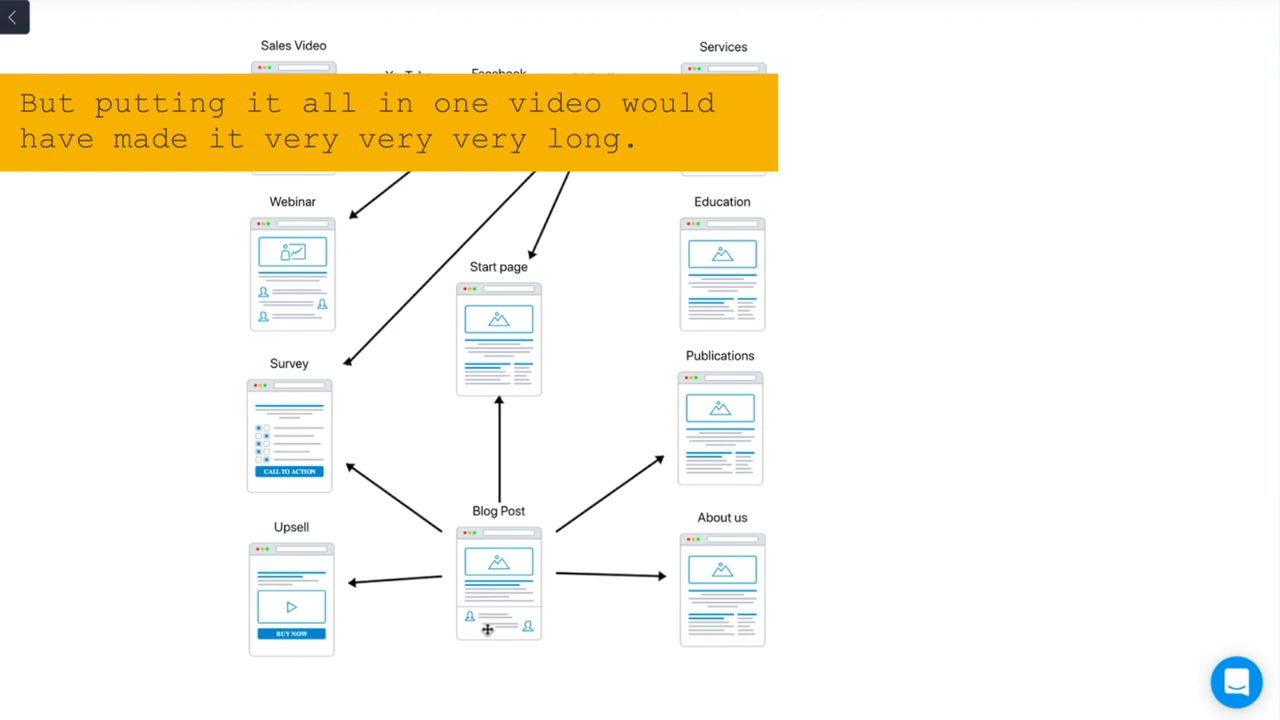 Sales Video
Services
Facebook
But putting it all in one video would
have made it very very very long.
Webinar
Education
Start page
Survey
Publications
CALL TO ACTION
Blog Post
About us
Upsell
BUY NOW